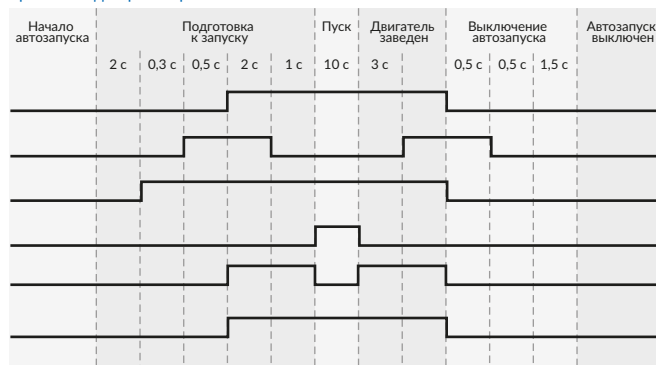 Начало
автозапуска
Подготовка
к запуску
Пуск
Двигатель
заведен
Выключение
автозапуска
Автозапуск
выключен
2 с
0,3 с
0,5 с
2 с
1 с
10 с
3 с
0,5 с
0,5 с
1,5 с